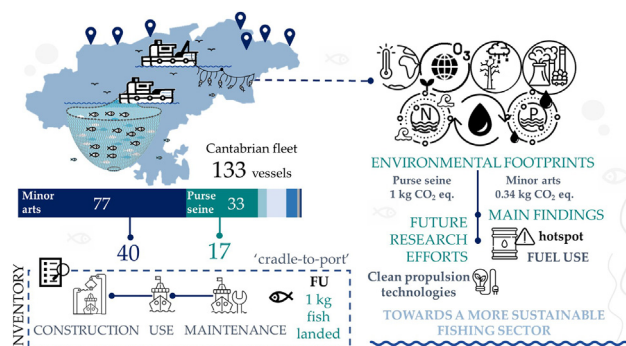 Cantabrian fleet
133 vessels
Minor
arts
77
Purse
seine
33
40
17
'cradle-to-port'
INVENTORY
FU
1 kg
fish
landed
CONSTRUCTION
USE
MAINTENANCE
O3
N
P
ENVIRONMENTAL FOOTPRINTS
Purse seine
1 kg CO2 eq.
Minor arts
0.34 kg CO2 eq.
MAIN FINDINGS
hotspot
FUEL USE
FUTURE
RESEARCH
EFFORTS
Clean propulsion
technologies
TOWARDS A MORE SUSTAINABLE
FISHING SECTOR